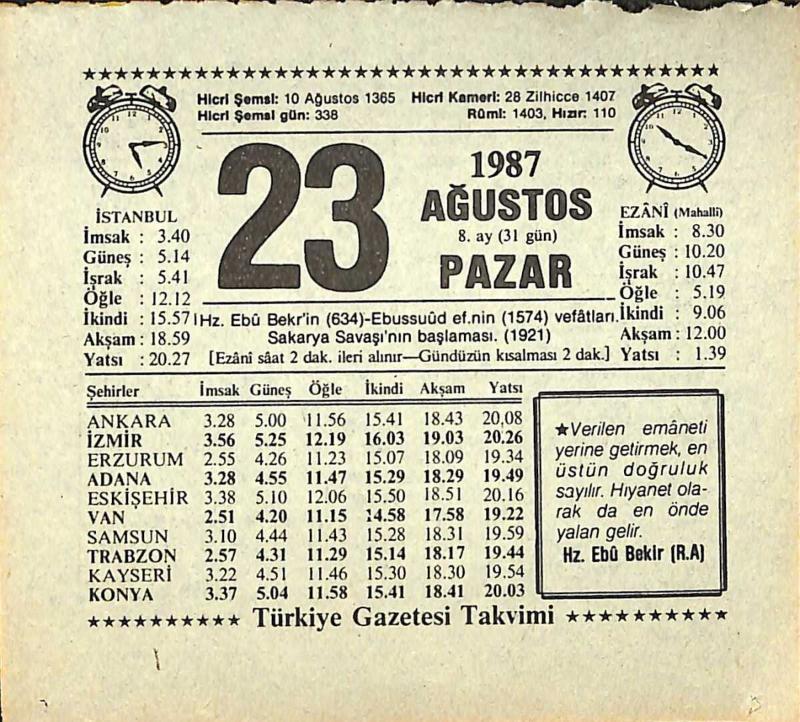 Hicri Şemsi: 10 Ağustos 1365 Hicri Kameri: 28 Zilhicce 1407
Hicri Şemsi gün: 338 Rûmi: 1403, Hızır: 110
23
1987
AĞUSTOS
8. ay (31 gün)
PAZAR
İSTANBUL
İmsak : 3.40
Güneş : 5.14
İşrak : 5.41
Öğle : 12.12
İkindi : 15.57
Akşam : 18.59
Yatsı : 20.27
EZÂNÎ (Mahallî)
İmsak : 8.30
Güneş : 10.20
İşrak : 10.47
Öğle : 5.19
İkindi : 9.06
Akşam : 12.00
Yatsı : 1.39
Hz. Ebû Bekr'in (634)-Ebussuûd ef.nin (1574) vefâtları.
Sakarya Savaşı'nın başlaması. (1921)
[Ezânî sâat 2 dak. ileri alınır—Gündüzün kısalması 2 dak.]
Şehirler İmsak Güneş Öğle İkindi Akşam Yatsı
ANKARA 3.28 5.00 11.56 15.41 18.43 20,08
İZMİR 3.56 5.25 12.19 16.03 19.03 20.26
ERZURUM 2.55 4.26 11.23 15.07 18.09 19.34
ADANA 3.28 4.55 11.47 15.29 18.29 19.49
ESKİŞEHİR 3.38 5.10 12.06 15.50 18.51 20.16
VAN 2.51 4.20 11.15 14.58 17.58 19.22
SAMSUN 3.10 4.44 11.43 15.28 18.31 19.59
TRABZON 2.57 4.31 11.29 15.14 18.17 19.44
KAYSERİ 3.22 4.51 11.46 15.30 18.30 19.54
KONYA 3.37 5.04 11.58 15.41 18.41 20.03
★Verilen emâneti
yerine getirmek, en
üstün doğruluk
sayılır. Hıyanet ola-
rak da en önde
yalan gelir.
Hz. Ebû Bekir (R.A)
★★★★★★★★★★ Türkiye Gazetesi Takvimi ★★★★★★★★★★